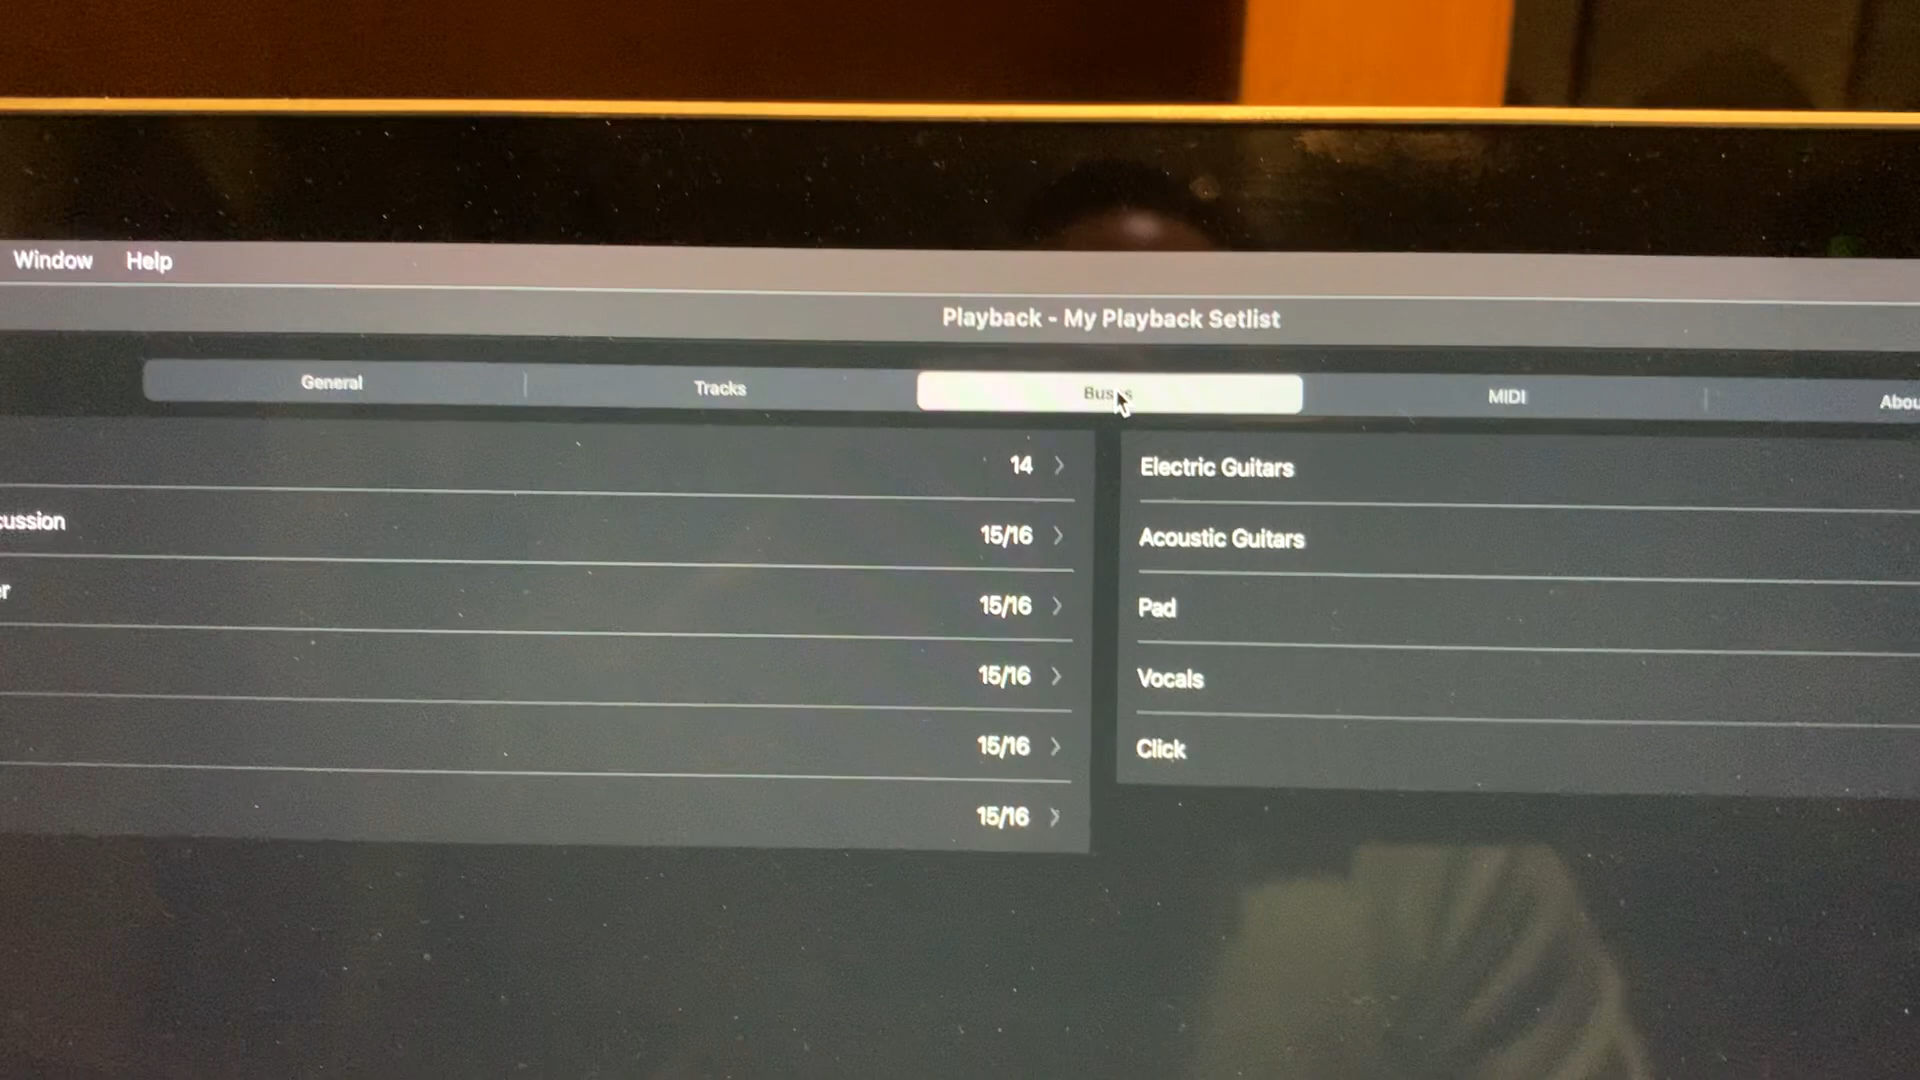 Window Help
Playback - My Playback Setlist
General Tracks Buses MIDI
14
15/16
15/16
15/16
15/16
15/16
Electric Guitars
Acoustic Guitars
Pad
Vocals
Click